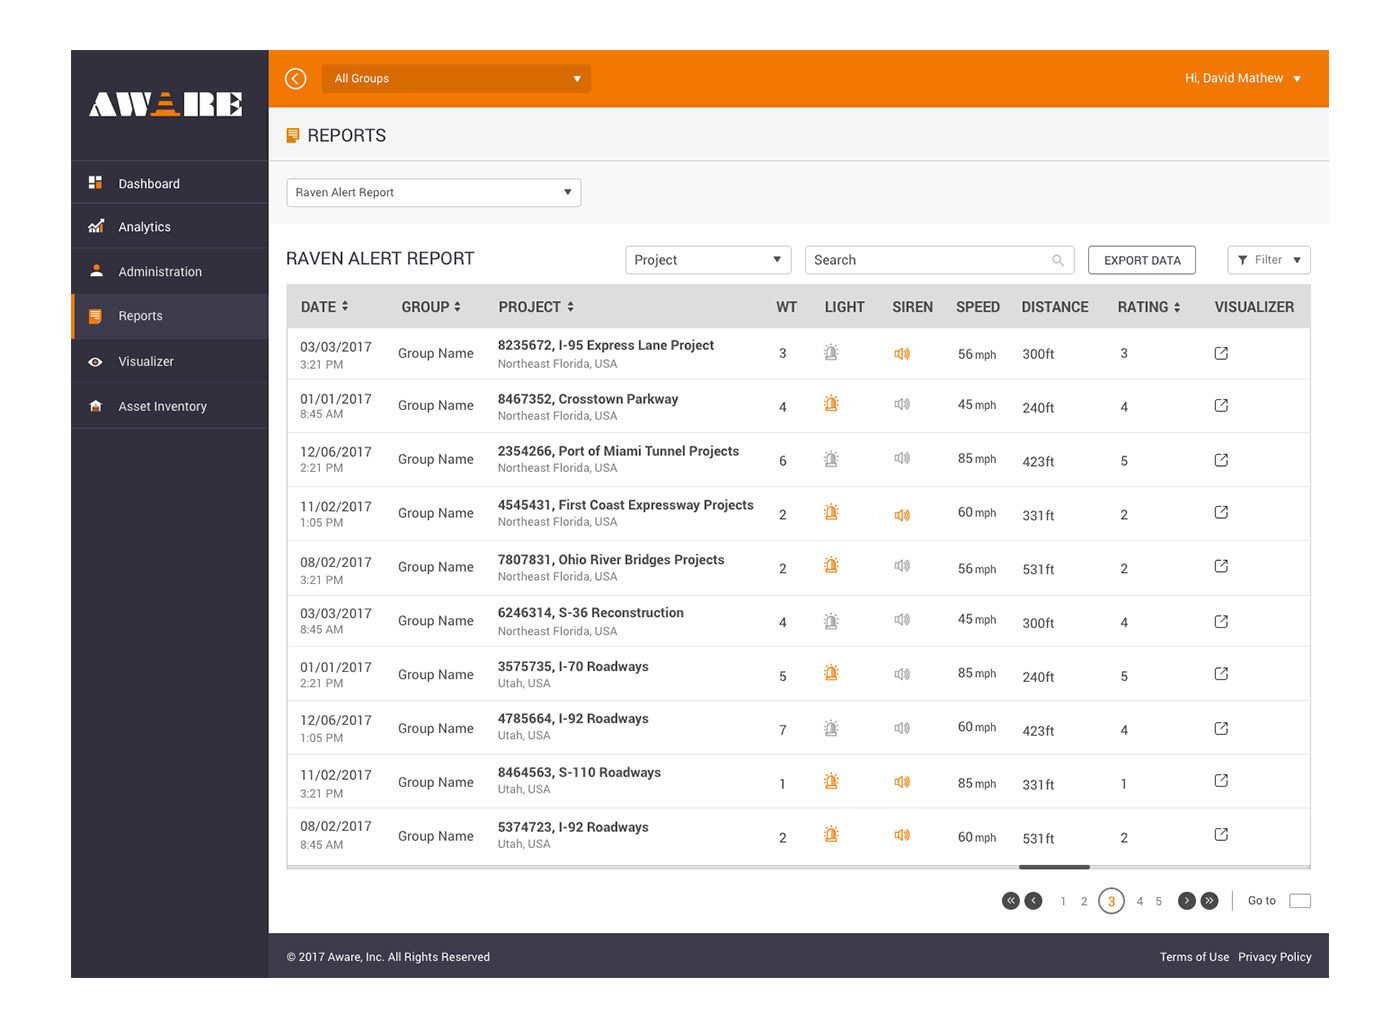 AWARE
All Groups
Hi, David Mathew
REPORTS
Dashboard
Analytics
Administration
Reports
Visualizer
Asset Inventory
Raven Alert Report
RAVEN ALERT REPORT
Project
Search
EXPORT DATA
Filter
DATE GROUP PROJECT WT LIGHT SIREN SPEED DISTANCE RATING VISUALIZER
03/03/2017 Group Name 8235672, I-95 Express Lane Project 3 56 mph 300ft 3
3:21 PM Northeast Florida, USA
01/01/2017 Group Name 8467352, Crosstown Parkway 4 45 mph 240ft 4
8:45 AM Northeast Florida, USA
12/06/2017 Group Name 2354266, Port of Miami Tunnel Projects 6 85 mph 423ft 5
2:21 PM Northeast Florida, USA
11/02/2017 Group Name 4545431, First Coast Expressway Projects 2 60 mph 331ft 2
1:05 PM Northeast Florida, USA
08/02/2017 Group Name 7807831, Ohio River Bridges Projects 2 56 mph 531ft 2
3:21 PM Northeast Florida, USA
03/03/2017 Group Name 6246314, S-36 Reconstruction 4 45 mph 300ft 4
8:45 AM Northeast Florida, USA
01/01/2017 Group Name 3575735, I-70 Roadways 5 85 mph 240ft 5
2:21 PM Utah, USA
12/06/2017 Group Name 4785664, I-92 Roadways 7 60 mph 423ft 4
1:05 PM Utah, USA
11/02/2017 Group Name 8464563, S-110 Roadways 1 85 mph 331ft 1
3:21 PM Utah, USA
08/02/2017 Group Name 5374723, I-92 Roadways 2 60 mph 531ft 2
8:45 AM Utah, USA
1 2 3 4 5 Go to
© 2017 Aware, Inc. All Rights Reserved
Terms of Use Privacy Policy